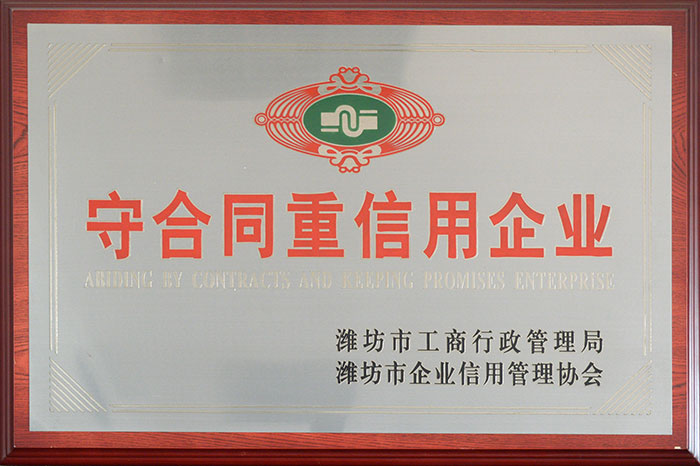 守合同重信用企业
ABIDING BY CONTRACTS AND KEEPING PROMISES ENTERPRISE
潍坊市工商行政管理局
潍坊市企业信用管理协会